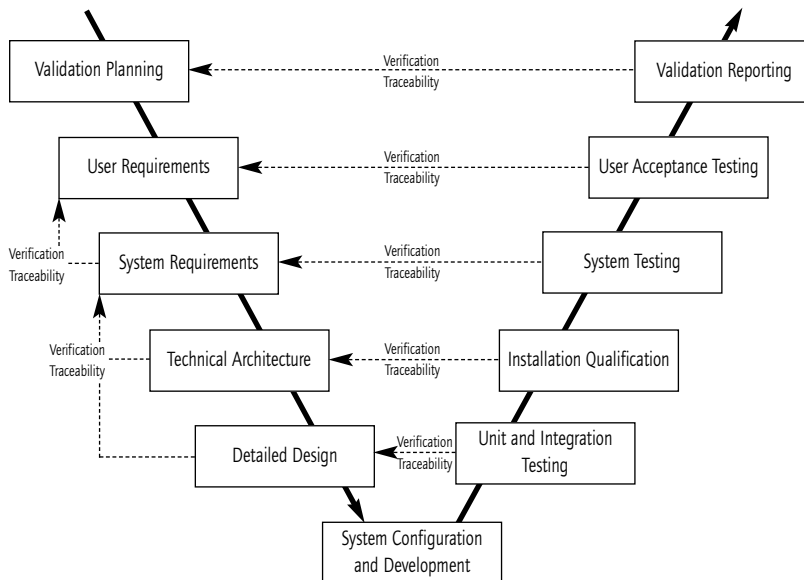 Validation Planning
Verification
Traceability
Validation Reporting
User Requirements
Verification
Traceability
User Acceptance Testing
Verification
Traceability
System Requirements
Verification
Traceability
System Testing
Verification
Traceability
Technical Architecture
Verification
Traceability
Installation Qualification
Detailed Design
Verification
Traceability
Unit and Integration
Testing
System Configuration
and Development